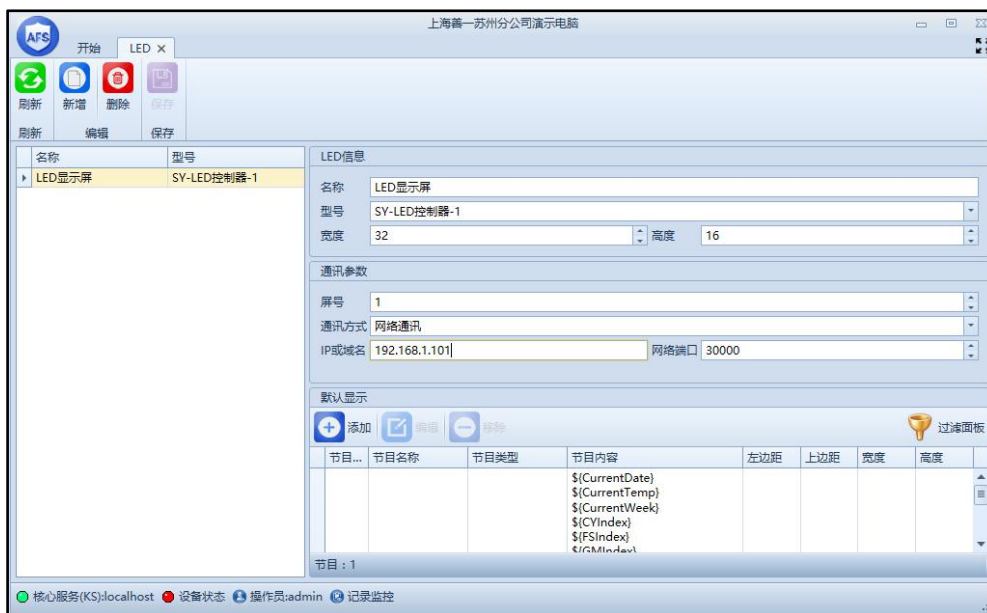 上海善一苏州分公司演示电脑
AFS
开始 LED
刷新 新增 删除 保存
刷新 编辑 保存
名称 型号
LED显示屏 SY-LED控制器-1
LED信息
名称 LED显示屏
型号 SY-LED控制器-1
宽度 32 高度 16
通讯参数
屏号 1
通讯方式 网络通讯
IP或域名 192.168.1.101 网络端口 30000
默认显示
添加 编辑 移除 过滤面板
节目... 节目名称 节目类型 节目内容 左边距 上边距 宽度 高度
${CurrentDate}
${CurrentTemp}
${CurrentWeek}
${CYIndex}
${FSIndex}
${GMIndex}
节目：1
核心服务(KS):localhost 设备状态 操作员:admin 记录监控